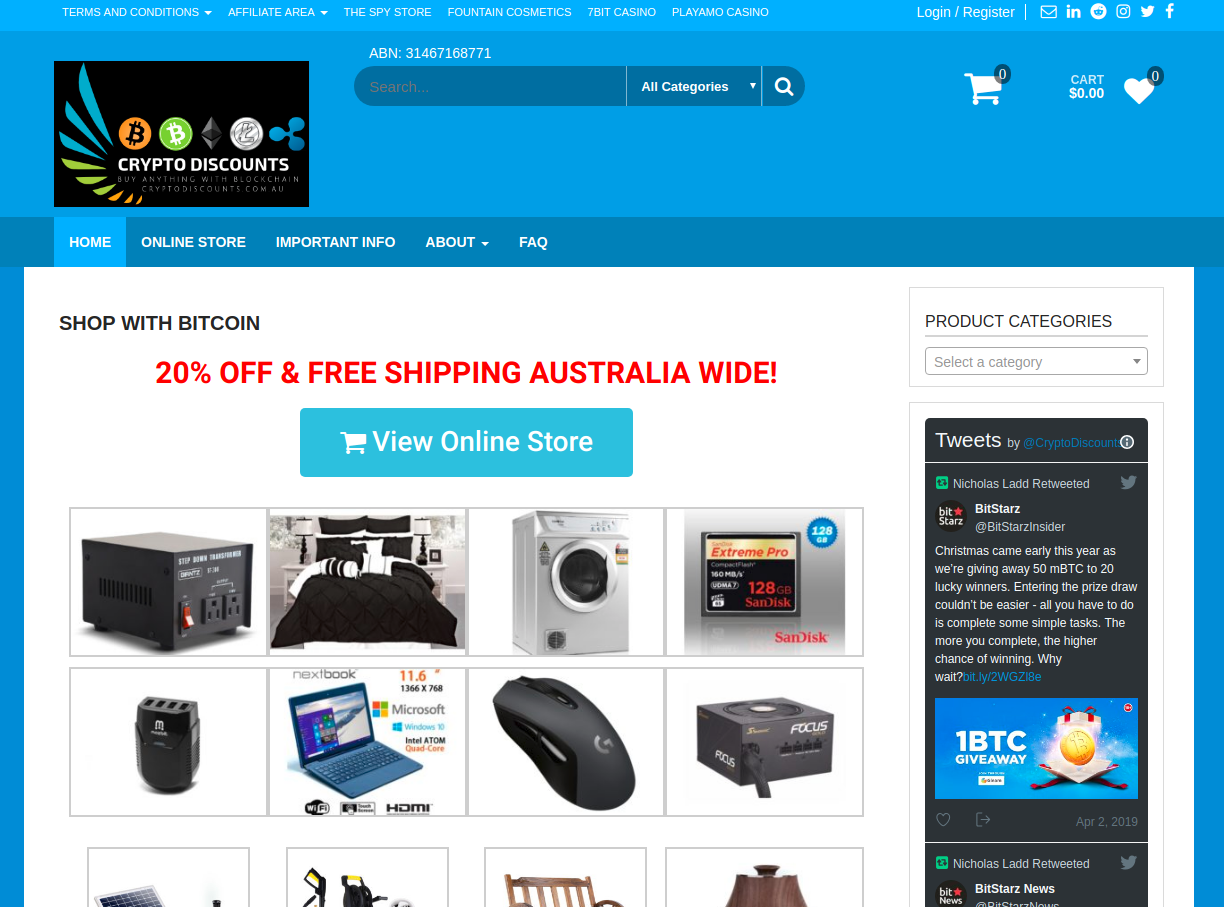 TERMS AND CONDITIONS AFFILIATE AREA THE SPY STORE FOUNTAIN COSMETICS 7BIT CASINO PLAYAMO CASINO
Login / Register
ABN: 31467168771
Search...
All Categories
0
CART
$0.00
0
CRYPTO DISCOUNTS
BUY ANYTHING WITH BLOCKCHAIN
CRYPTODISCOUNTS.COM.AU
HOME ONLINE STORE IMPORTANT INFO ABOUT FAQ
SHOP WITH BITCOIN
20% OFF & FREE SHIPPING AUSTRALIA WIDE!
View Online Store
STEP DOWN TRANSFORMER
128
GB
SanDisk
Extreme Pro
CompactFlash
160 MB/s
UDMA 7
128GB
SanDisk
SanDisk
nextbook
11.6 "
1366 X 768
Microsoft
Windows 10
Intel ATOM
Quad-Core
WiFi
HDMI
FOCUS
FOCUS
PRODUCT CATEGORIES
Select a category
Tweets by @CryptoDiscounts
Nicholas Ladd Retweeted
bit
Starz
BitStarz
@BitStarzInsider
Christmas came early this year as
we're giving away 50 mBTC to 20
lucky winners. Entering the prize draw
couldn't be easier - all you have to do
is complete some simple tasks. The
more you complete, the higher
chance of winning. Why
wait?bit.ly/2WGZl8e
1BTC
GIVEAWAY
Apr 2, 2019
Nicholas Ladd Retweeted
bit
News
BitStarz News
@BitStarzNews